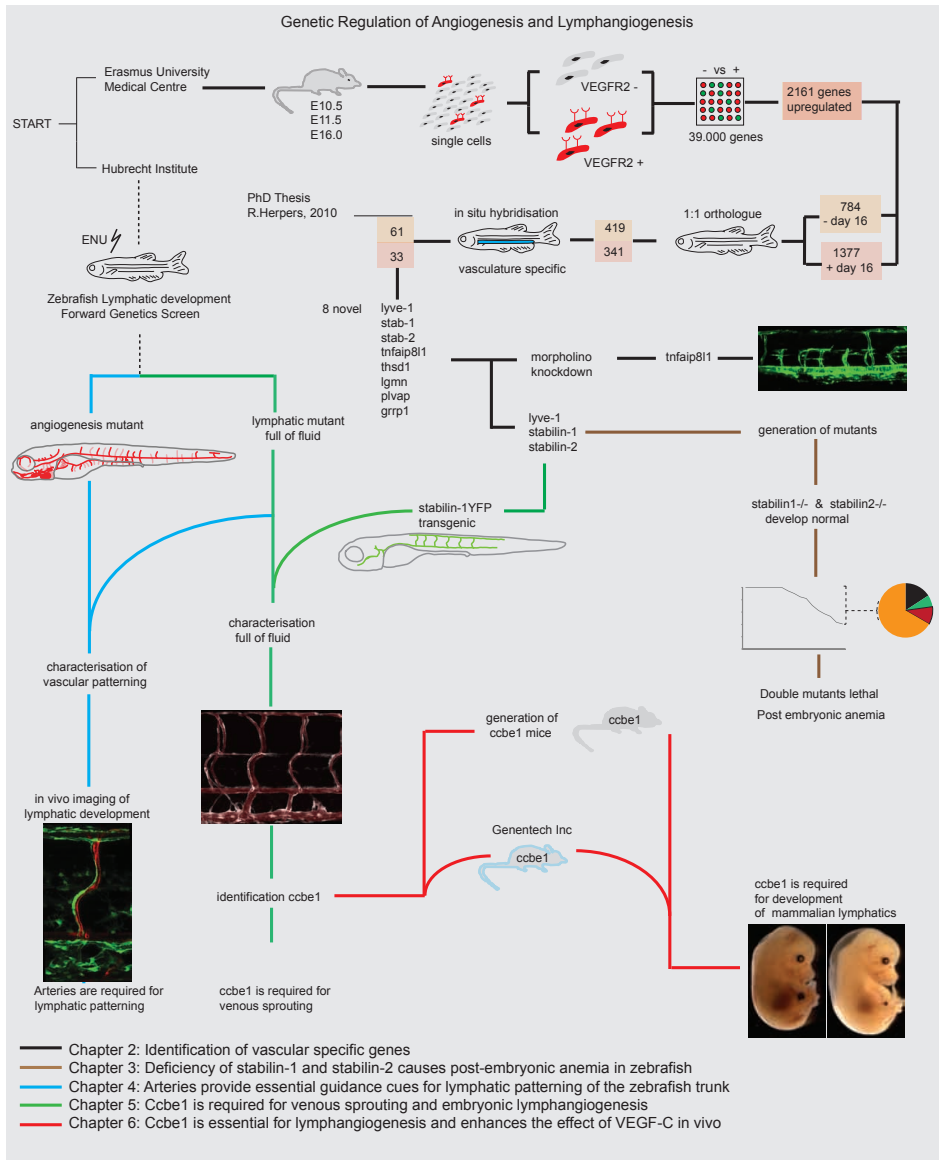 Genetic Regulation of Angiogenesis and Lymphangiogenesis
START
Erasmus University
Medical Centre
E10.5
E11.5
E16.0
single cells
VEGFR2 -
VEGFR2 +
- vs +
39.000 genes
2161 genes
upregulated
Hubrecht Institute
PhD Thesis
R.Herpers, 2010
61
33
in situ hybridisation
vasculature specific
419
341
1:1 orthologue
784
- day 16
1377
+ day 16
ENU
Zebrafish Lymphatic development
Forward Genetics Screen
8 novel
lyve-1
stab-1
stab-2
tnfaip8l1
thsd1
lgmn
plvap
grrp1
morpholino
knockdown
tnfaip8l1
lyve-1
stabilin-1
stabilin-2
generation of mutants
angiogenesis mutant
lymphatic mutant
full of fluid
stabilin-1YFP
transgenic
stabilin1-/- & stabilin2-/-
develop normal
characterisation
full of fluid
characterisation of
vascular patterning
Double mutants lethal
Post embryonic anemia
generation of
ccbe1 mice
ccbe1
in vivo imaging of
lymphatic development
Genentech Inc
ccbe1
identification ccbe1
ccbe1 is required
for development
of mammalian lymphatics
Arteries are required for
lymphatic patterning
ccbe1 is required for
venous sprouting
Chapter 2: Identification of vascular specific genes
Chapter 3: Deficiency of stabilin-1 and stabilin-2 causes post-embryonic anemia in zebrafish
Chapter 4: Arteries provide essential guidance cues for lymphatic patterning of the zebrafish trunk
Chapter 5: Ccbe1 is required for venous sprouting and embryonic lymphangiogenesis
Chapter 6: Ccbe1 is essential for lymphangiogenesis and enhances the effect of VEGF-C in vivo